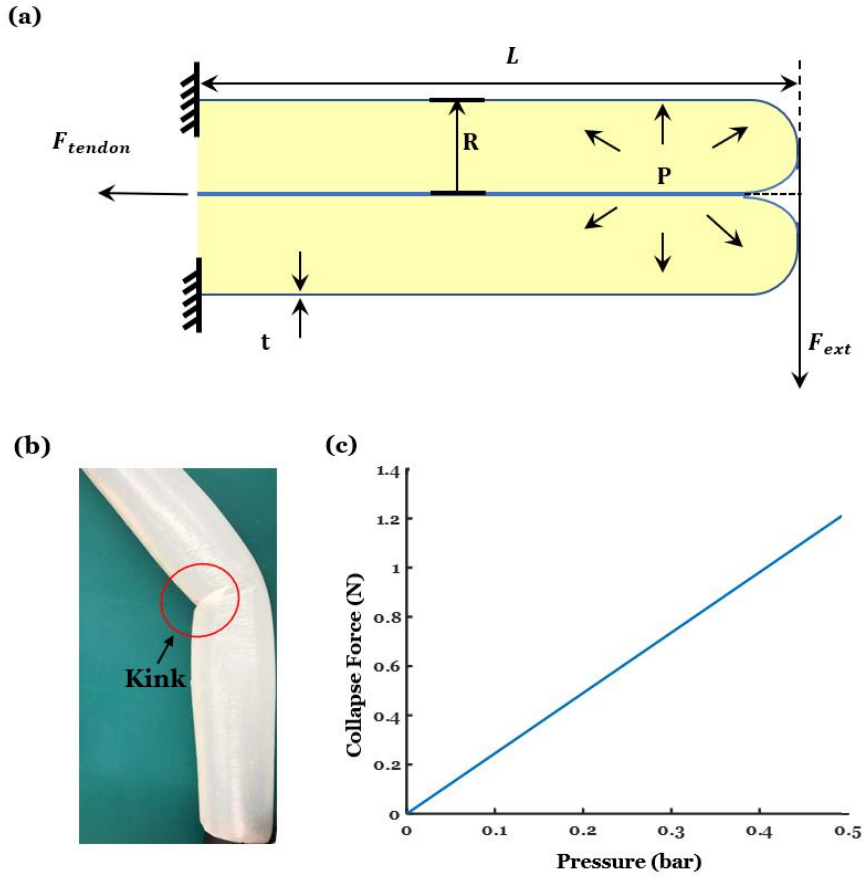 (a)
L
F_tendon
R
P
t
F_ext
(b)
Kink
(c)
1.4
1.2
1
0.8
0.6
0.4
0.2
0
Collapse Force (N)
0 0.1 0.2 0.3 0.4 0.5
Pressure (bar)